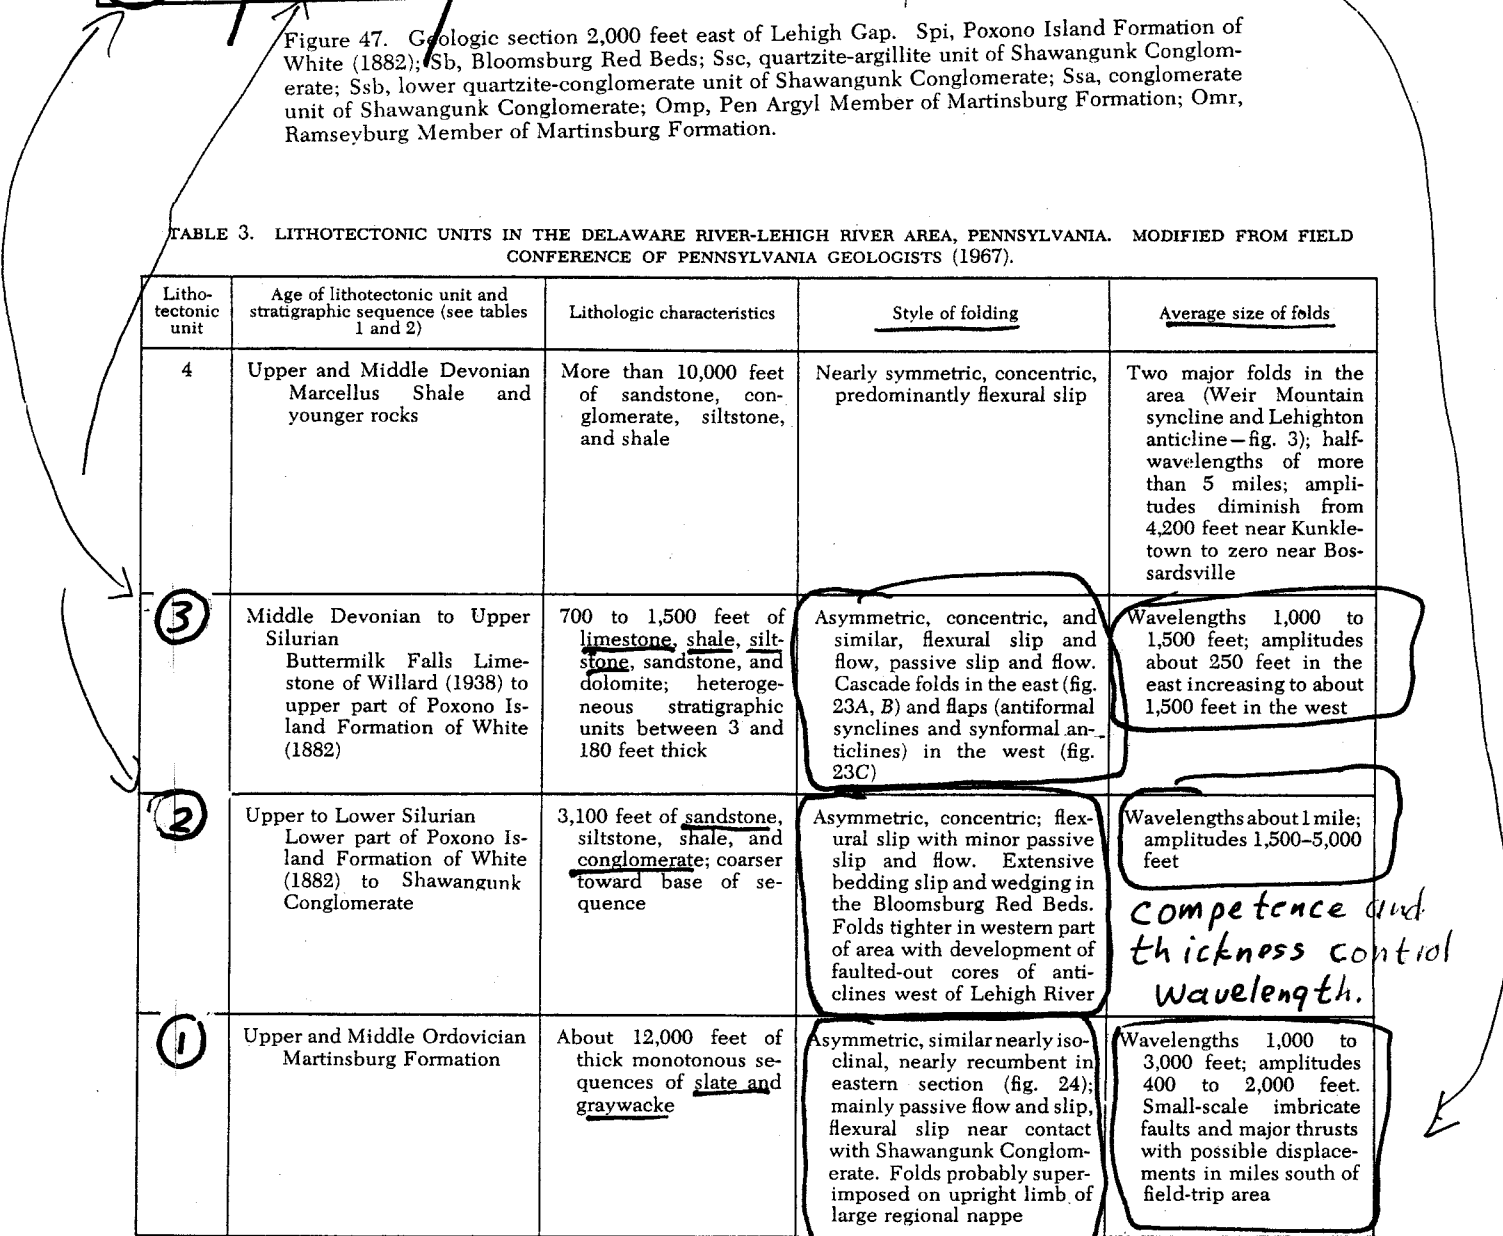 Figure 47. Geologic section 2,000 feet east of Lehigh Gap. Spi, Poxono Island Formation of
White (1882); Sb, Bloomsburg Red Beds; Ssc, quartzite-argillite unit of Shawangunk Conglom-
erate; Ssb, lower quartzite-conglomerate unit of Shawangunk Conglomerate; Ssa, conglomerate
unit of Shawangunk Conglomerate; Omp, Pen Argyl Member of Martinsburg Formation; Omr,
Ramseyburg Member of Martinsburg Formation.
TABLE 3. LITHOTECTONIC UNITS IN THE DELAWARE RIVER-LEHIGH RIVER AREA, PENNSYLVANIA. MODIFIED FROM FIELD
CONFERENCE OF PENNSYLVANIA GEOLOGISTS (1967).
Litho-
tectonic
unit
Age of lithotectonic unit and
stratigraphic sequence (see tables
1 and 2)
Lithologic characteristics
Style of folding
Average size of folds
4
Upper and Middle Devonian
Marcellus Shale and
younger rocks
More than 10,000 feet
of sandstone, con-
glomerate, siltstone,
and shale
Nearly symmetric, concentric,
predominantly flexural slip
Two major folds in the
area (Weir Mountain
syncline and Lehighton
anticline—fig. 3); half-
wavelengths of more
than 5 miles; ampli-
tudes diminish from
4,200 feet near Kunkle-
town to zero near Bos-
sardsville
3
Middle Devonian to Upper
Silurian
Buttermilk Falls Lime-
stone of Willard (1938) to
upper part of Poxono Is-
land Formation of White
(1882)
700 to 1,500 feet of
limestone, shale, silt-
stone, sandstone, and
dolomite; heteroge-
neous stratigraphic
units between 3 and
180 feet thick
Asymmetric, concentric, and
similar, flexural slip and
flow, passive slip and flow.
Cascade folds in the east (fig.
23A, B) and flaps (antiformal
synclines and synformal an-
ticlines) in the west (fig.
23C)
Wavelengths 1,000 to
1,500 feet; amplitudes
about 250 feet in the
east increasing to about
1,500 feet in the west
2
Upper to Lower Silurian
Lower part of Poxono Is-
land Formation of White
(1882) to Shawangunk
Conglomerate
3,100 feet of sandstone,
siltstone, shale, and
conglomerate; coarser
toward base of se-
quence
Asymmetric, concentric; flex-
ural slip with minor passive
slip and flow. Extensive
bedding slip and wedging in
the Bloomsburg Red Beds.
Folds tighter in western part
of area with development of
faulted-out cores of anti-
clines west of Lehigh River
Wavelengths about 1 mile;
amplitudes 1,500–5,000
feet
competence and
thickness control
wavelength.
1
Upper and Middle Ordovician
Martinsburg Formation
About 12,000 feet of
thick monotonous se-
quences of slate and
graywacke
Asymmetric, similar nearly iso-
clinal, nearly recumbent in
eastern section (fig. 24);
mainly passive flow and slip,
flexural slip near contact
with Shawangunk Conglom-
erate. Folds probably super-
imposed on upright limb of
large regional nappe
Wavelengths 1,000 to
3,000 feet; amplitudes
400 to 2,000 feet.
Small-scale imbricate
faults and major thrusts
with possible displace-
ments in miles south of
field-trip area